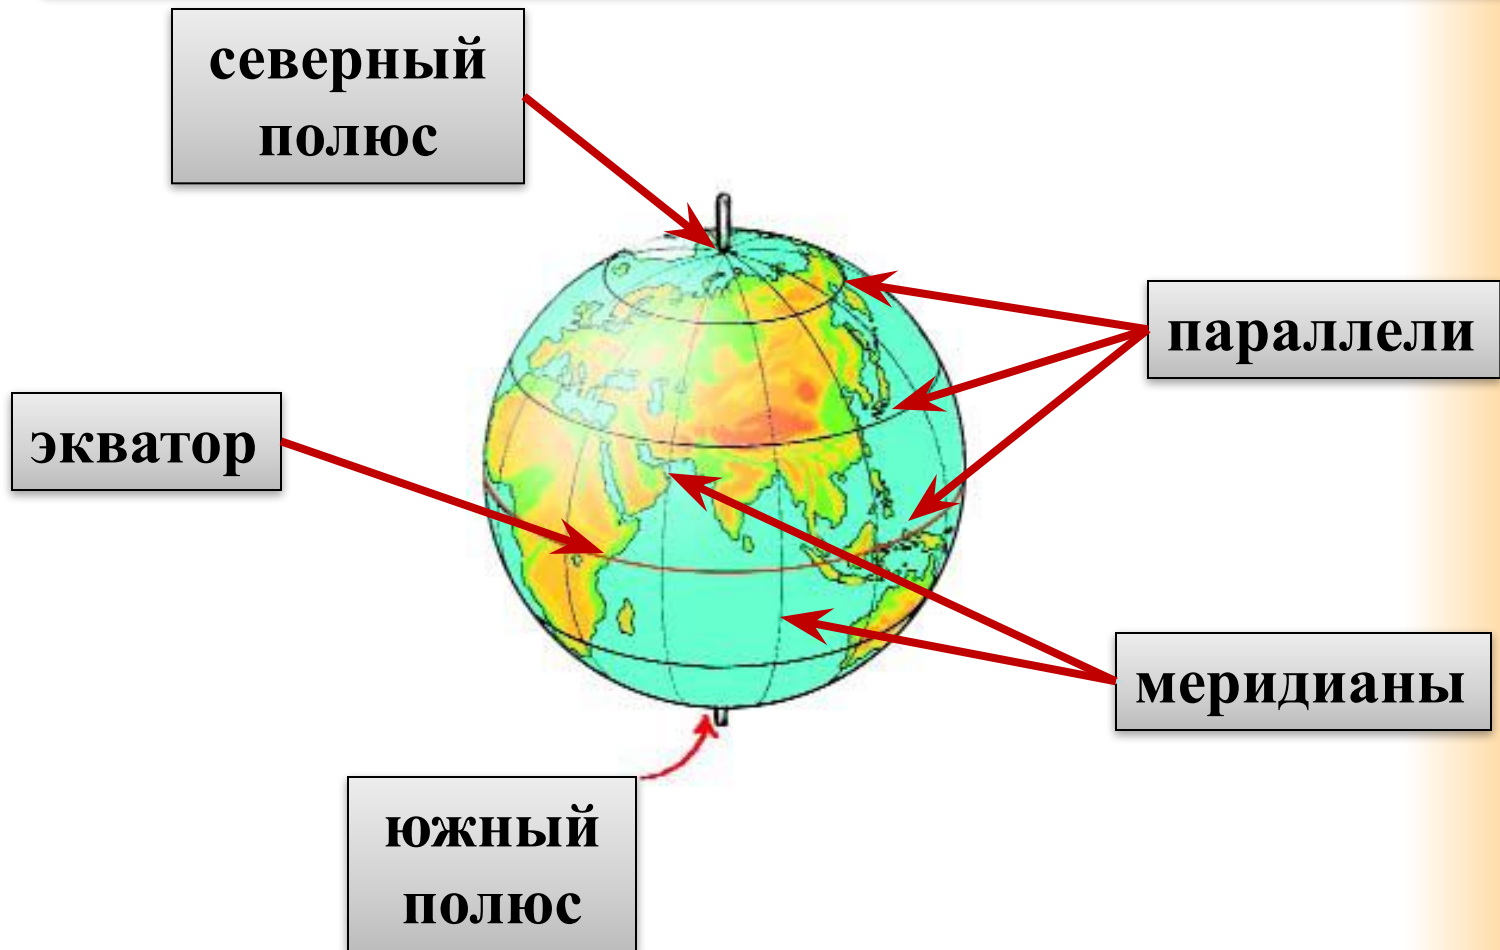 северный
полюс
параллели
экватор
меридианы
южный
полюс